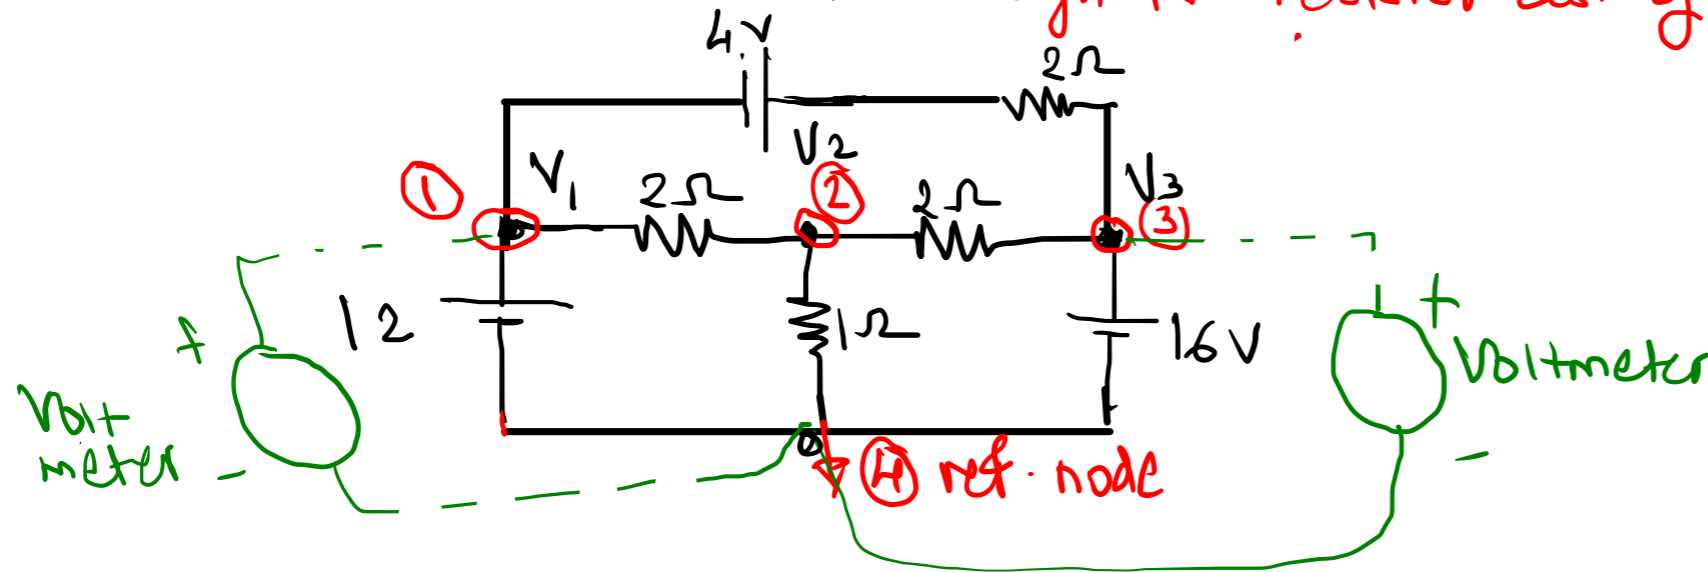 4V
2Ω
V2
① V1 2Ω ② 2Ω V3 ③
12 1Ω 16V +
+ Voltmeter
Volt
meter - ④ ref. node -